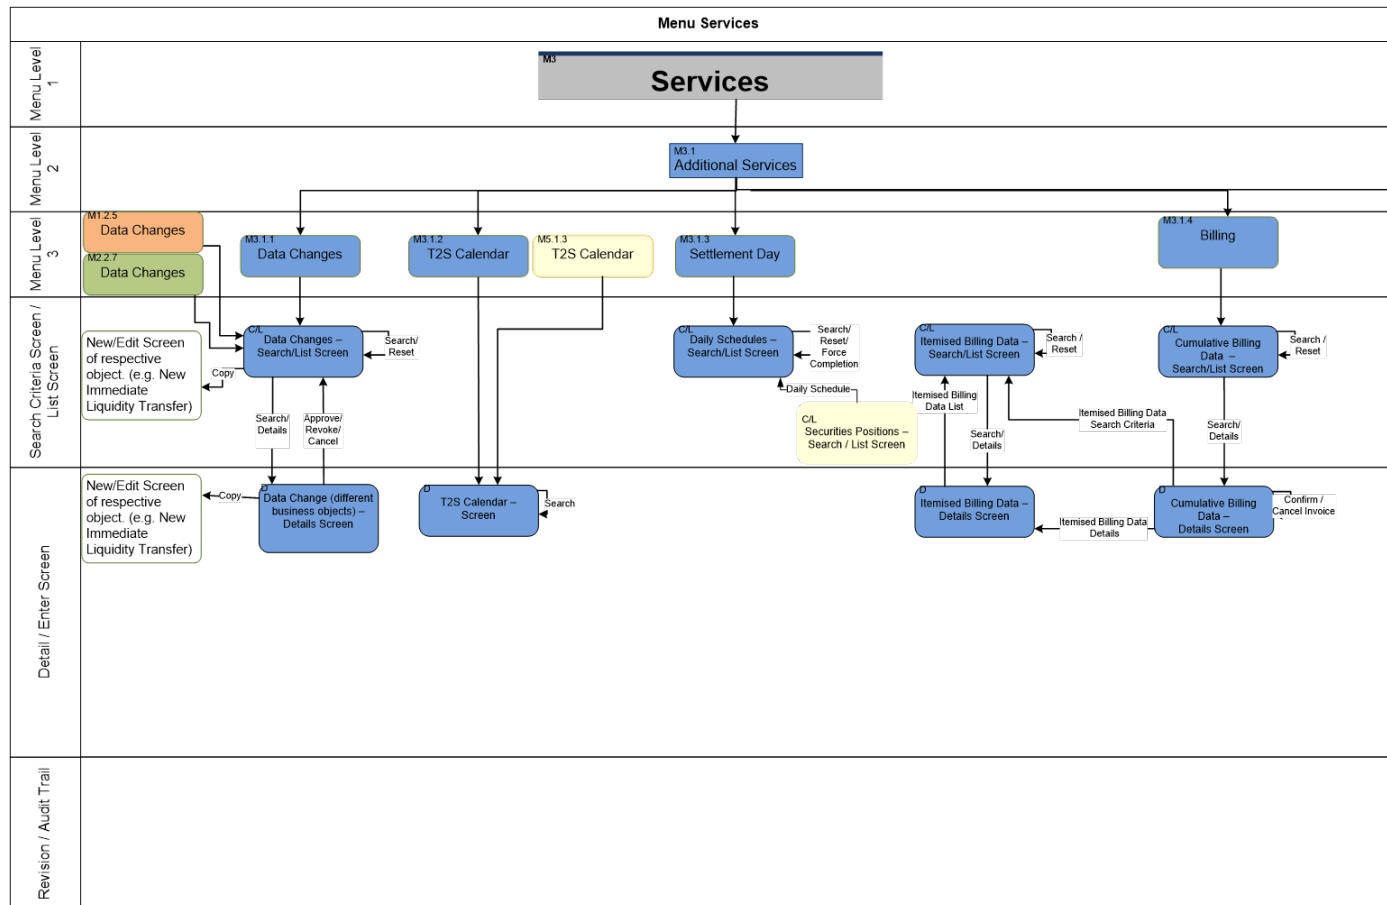 Menu Services
Menu Level
1
M3
Services
Menu Level
2
M3.1
Additional Services
Menu Level
3
M1.2.5
Data Changes
M2.2.7
Data Changes
M3.1.1
Data Changes
M3.1.2
T2S Calendar
M5.1.3
T2S Calendar
M3.1.3
Settlement Day
M3.1.4
Billing
Search Criteria Screen /
List Screen
New/Edit Screen
of respective
object. (e.g. New
Immediate
Liquidity Transfer)
Copy
C/L
Data Changes –
Search/List Screen
Search/
Reset
Search/
Details
Approve/
Revoke/
Cancel
C/L
Daily Schedules –
Search/List Screen
Search/
Reset/
Force
Completion
Daily Schedule
C/L
Securities Positions –
Search / List Screen
C/L
Itemised Billing Data –
Search/List Screen
Search /
Reset
Itemised Billing
Data List
Search/
Details
Itemised Billing Data
Search Criteria
C/L
Cumulative Billing
Data –
Search/List Screen
Search /
Reset
Search/
Details
Detail / Enter Screen
New/Edit Screen
of respective
object. (e.g. New
Immediate
Liquidity Transfer)
Copy
D
Data Change (different
business objects) –
Details Screen
D
T2S Calendar –
Screen
Search
D
Itemised Billing Data –
Details Screen
Itemised Billing Data
Details
D
Cumulative Billing
Data –
Details Screen
Confirm /
Cancel Invoice
Revision / Audit Trail